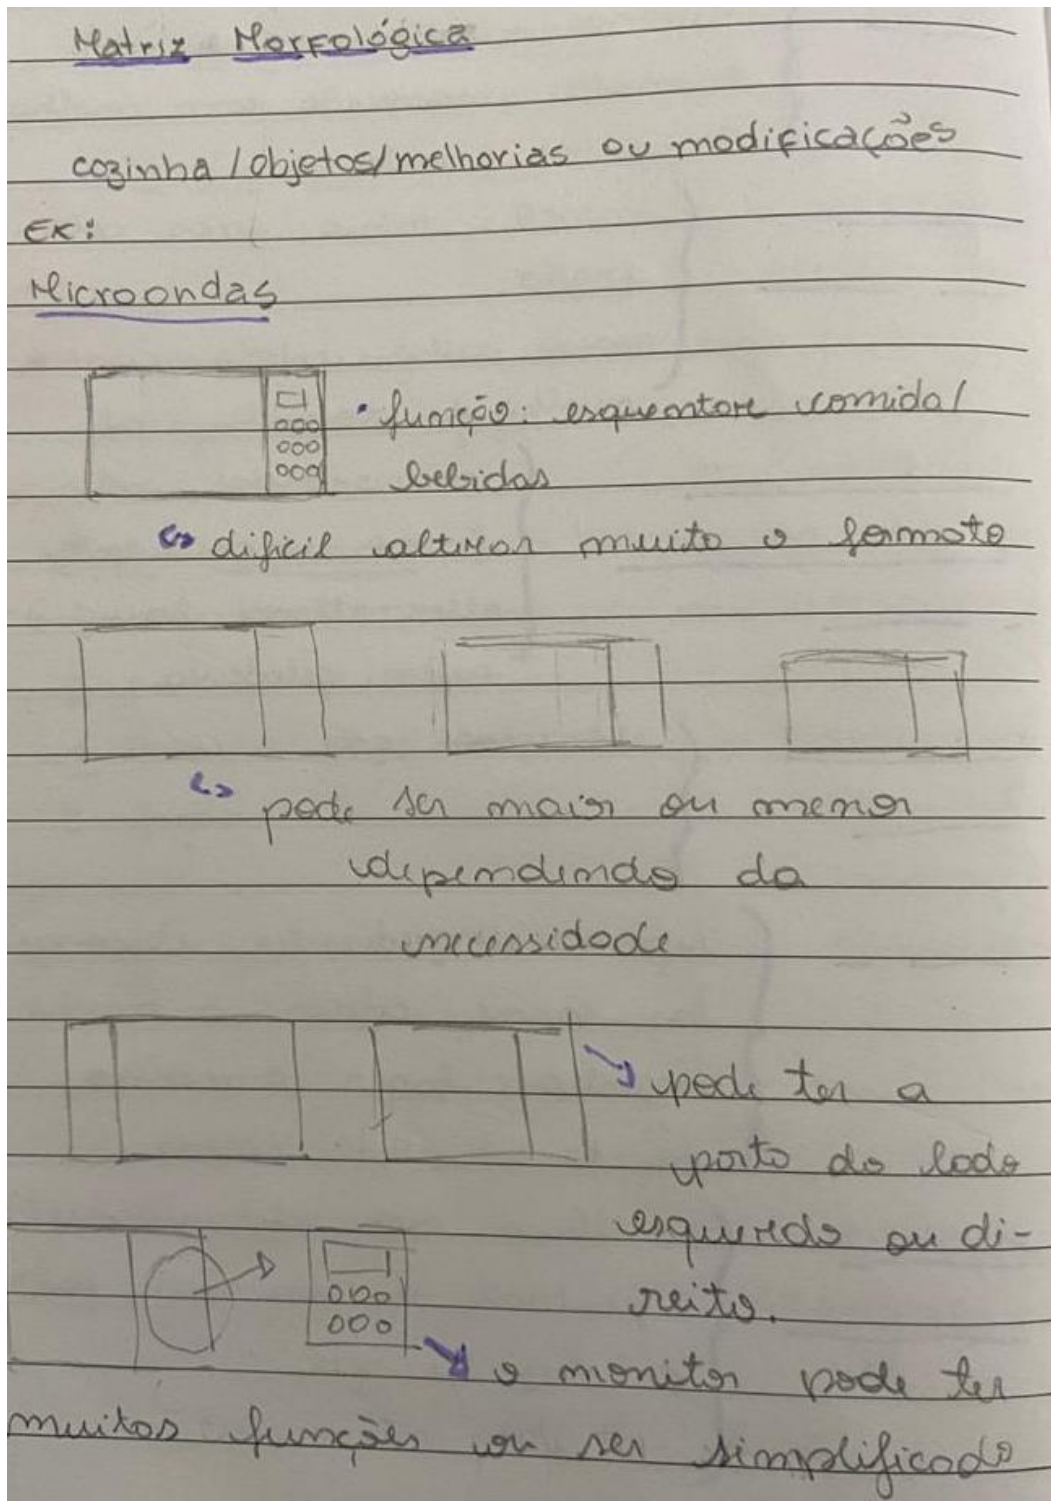 Matriz Morfológica
cozinha/objetos/melhorias ou modificações
Ex:
Microondas
• função: esquentar comida/
bebidas
↳ dificil alterar muito o formato
↳ pode ser maior ou menor
dependendo da
necessidade
↘ pode ter a
porta do lado
esquerdo ou di-
reito.
↘ o monitor pode ter
muitas funções ou ser simplificado